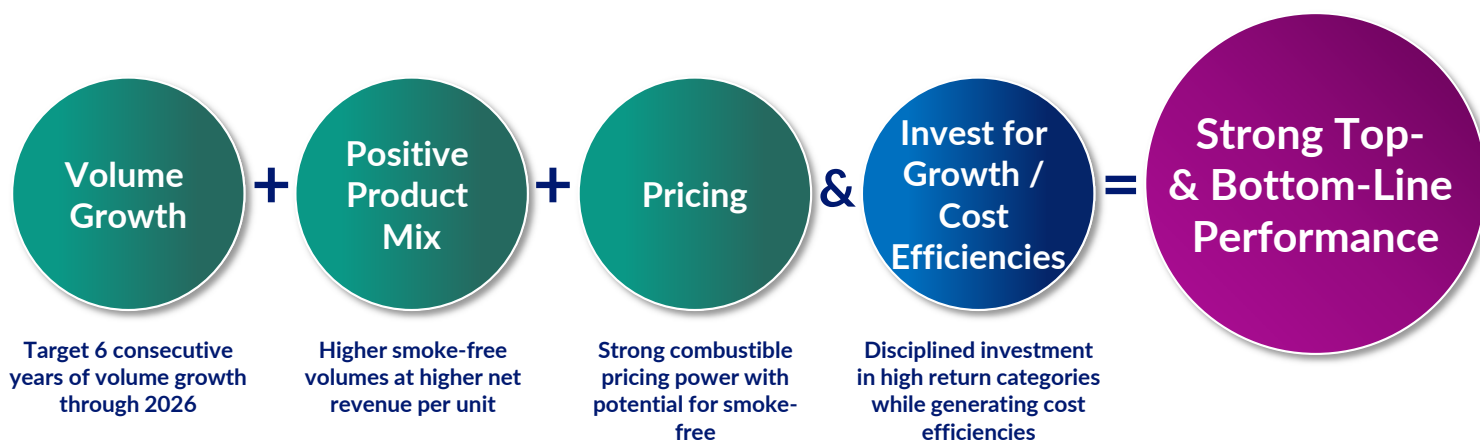 Volume
Growth
+
Positive
Product
Mix
+
Pricing
&
Invest for
Growth /
Cost
Efficiencies
=
Strong Top-
& Bottom-Line
Performance
Target 6 consecutive
years of volume growth
through 2026
Higher smoke-free
volumes at higher net
revenue per unit
Strong combustible
pricing power with
potential for smoke-
free
Disciplined investment
in high return categories
while generating cost
efficiencies